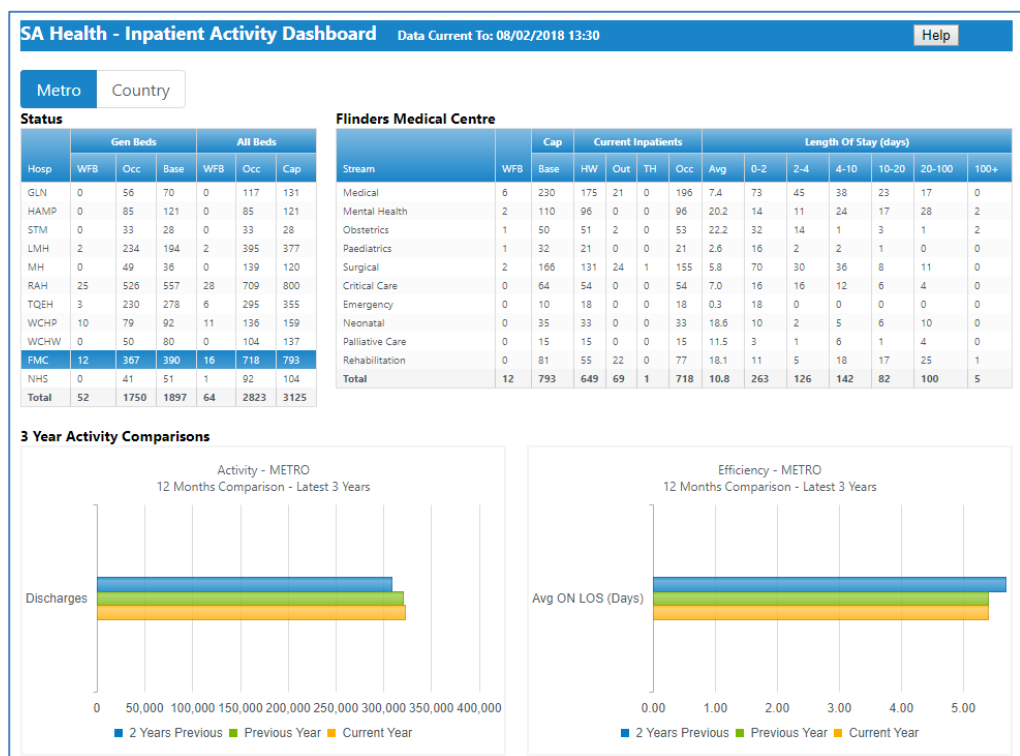 SA Health - Inpatient Activity Dashboard Data Current To: 08/02/2018 13:30 Help
Metro Country
Status
Gen Beds All Beds
Hosp WFB Occ Base WFB Occ Cap
GLN 0 56 70 0 117 131
HAMP 0 85 121 0 85 121
STM 0 33 28 0 33 28
LMH 2 234 194 2 395 377
MH 0 49 36 0 139 120
RAH 25 526 557 28 709 800
TQEH 3 230 278 6 295 355
WCHP 10 79 92 11 136 159
WCHW 0 50 80 0 104 137
FMC 12 367 390 16 718 793
NHS 0 41 51 1 92 104
Total 52 1750 1897 64 2823 3125
Flinders Medical Centre
Cap Current Inpatients Length Of Stay (days)
Stream WFB Base HW Out TH Occ Avg 0-2 2-4 4-10 10-20 20-100 100+
Medical 6 230 175 21 0 196 7.4 73 45 38 23 17 0
Mental Health 2 110 96 0 0 96 20.2 14 11 24 17 28 2
Obstetrics 1 50 51 2 0 53 22.2 32 14 1 3 1 2
Paediatrics 1 32 21 0 0 21 2.6 16 2 2 1 0 0
Surgical 2 166 131 24 1 155 5.8 70 30 36 8 11 0
Critical Care 0 64 54 0 0 54 7.0 16 16 12 6 4 0
Emergency 0 10 18 0 0 18 0.3 18 0 0 0 0 0
Neonatal 0 35 33 0 0 33 18.6 10 2 5 6 10 0
Palliative Care 0 15 15 0 0 15 11.5 3 1 6 1 4 0
Rehabilitation 0 81 55 22 0 77 18.1 11 5 18 17 25 1
Total 12 793 649 69 1 718 10.8 263 126 142 82 100 5
3 Year Activity Comparisons
Activity - METRO
12 Months Comparison - Latest 3 Years
Discharges
0 50,000 100,000 150,000 200,000 250,000 300,000 350,000 400,000
2 Years Previous Previous Year Current Year
Efficiency - METRO
12 Months Comparison - Latest 3 Years
Avg ON LOS (Days)
0.00 1.00 2.00 3.00 4.00 5.00
2 Years Previous Previous Year Current Year